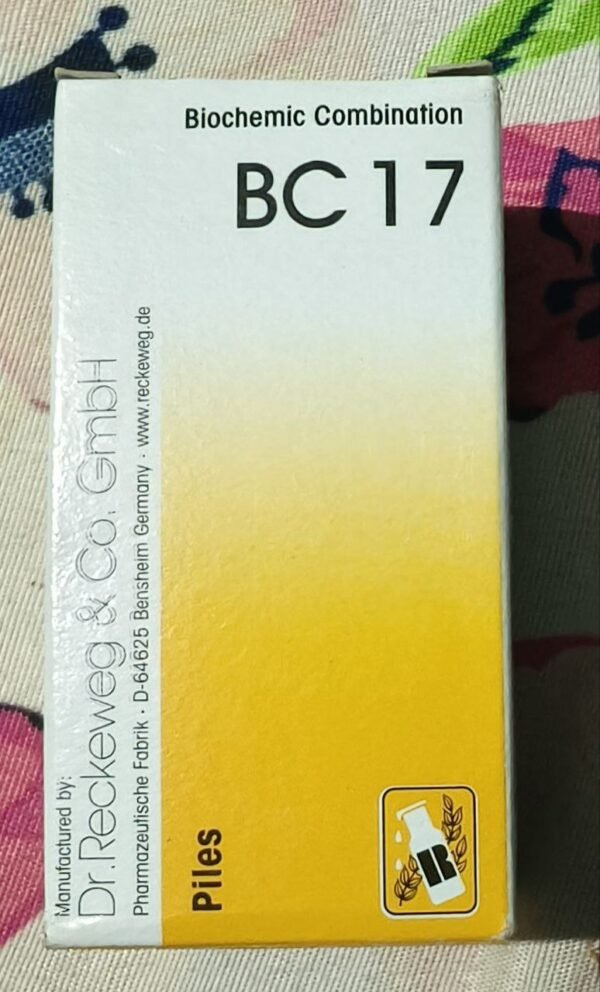 Biochemic Combination
BC 17
Manufactured by:
Dr. Reckeweg & Co. GmbH
Pharmazeutische Fabrik · D-64625 Bensheim Germany · www.reckeweg.de
Piles
R